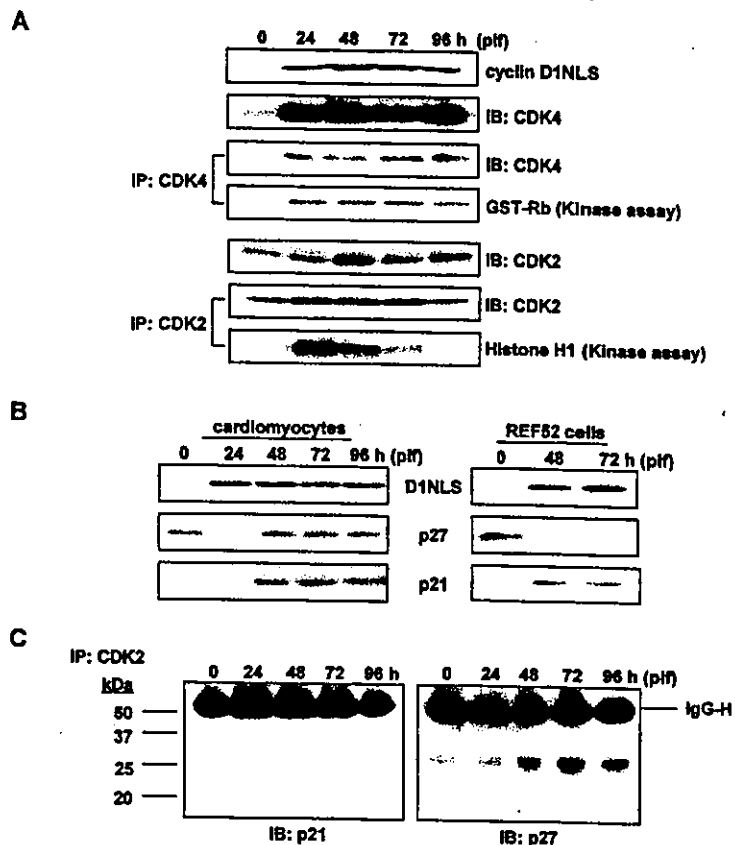 A
0 24 48 72 96 h (pif)
cyclin D1NLS
IB: CDK4
IP: CDK4
IB: CDK4
GST-Rb (Kinase assay)
IB: CDK2
IP: CDK2
IB: CDK2
Histone H1 (Kinase assay)
B
cardiomyocytes
REF52 cells
0 24 48 72 96 h (pif)
0 48 72 h (pif)
D1NLS
p27
p21
C
IP: CDK2
0 24 48 72 96 h
0 24 48 72 96 h (pif)
kDa
50
IgG-H
37
25
20
IB: p21
IB: p27